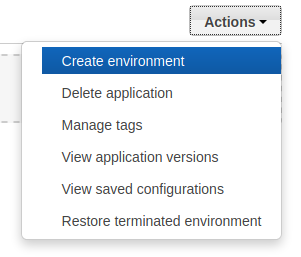 Actions
Create environment
Delete application
Manage tags
View application versions
View saved configurations
Restore terminated environment